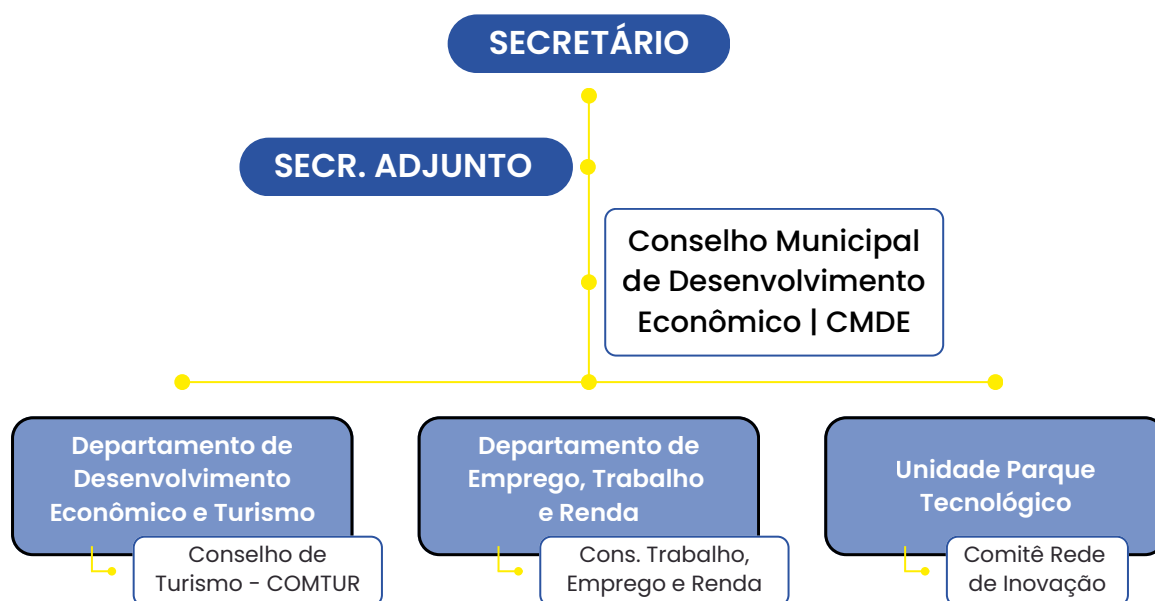 SECRETÁRIO
SECR. ADJUNTO
Conselho Municipal
de Desenvolvimento
Econômico | CMDE
Departamento de
Desenvolvimento
Econômico e Turismo
Conselho de
Turismo - COMTUR
Departamento de
Emprego, Trabalho
e Renda
Cons. Trabalho,
Emprego e Renda
Unidade Parque
Tecnológico
Comitê Rede
de Inovação